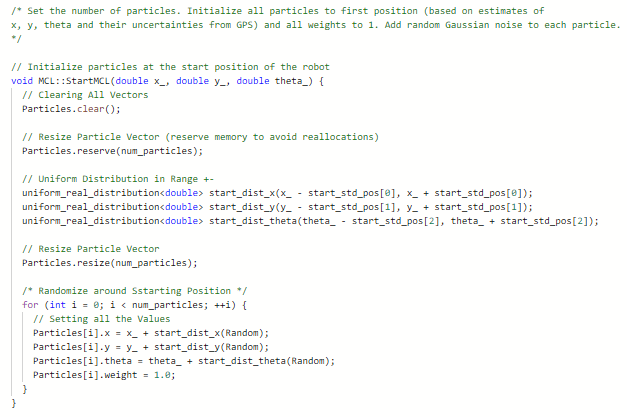 /* Set the number of particles. Initialize all particles to first position (based on estimates of
x, y, theta and their uncertainties from GPS) and all weights to 1. Add random Gaussian noise to each particle.
*/
// Initialize particles at the start position of the robot
void MCL::StartMCL(double x_, double y_, double theta_) {
// Clearing All Vectors
Particles.clear();
// Resize Particle Vector (reserve memory to avoid reallocations)
Particles.reserve(num_particles);
// Uniform Distribution in Range +-
uniform_real_distribution<double> start_dist_x(x_ - start_std_pos[0], x_ + start_std_pos[0]);
uniform_real_distribution<double> start_dist_y(y_ - start_std_pos[1], y_ + start_std_pos[1]);
uniform_real_distribution<double> start_dist_theta(theta_ - start_std_pos[2], theta_ + start_std_pos[2]);
// Resize Particle Vector
Particles.resize(num_particles);
/* Randomize around Sstarting Position */
for (int i = 0; i < num_particles; ++i) {
// Setting all the Values
Particles[i].x = x_ + start_dist_x(Random);
Particles[i].y = y_ + start_dist_y(Random);
Particles[i].theta = theta_ + start_dist_theta(Random);
Particles[i].weight = 1.0;
}
}